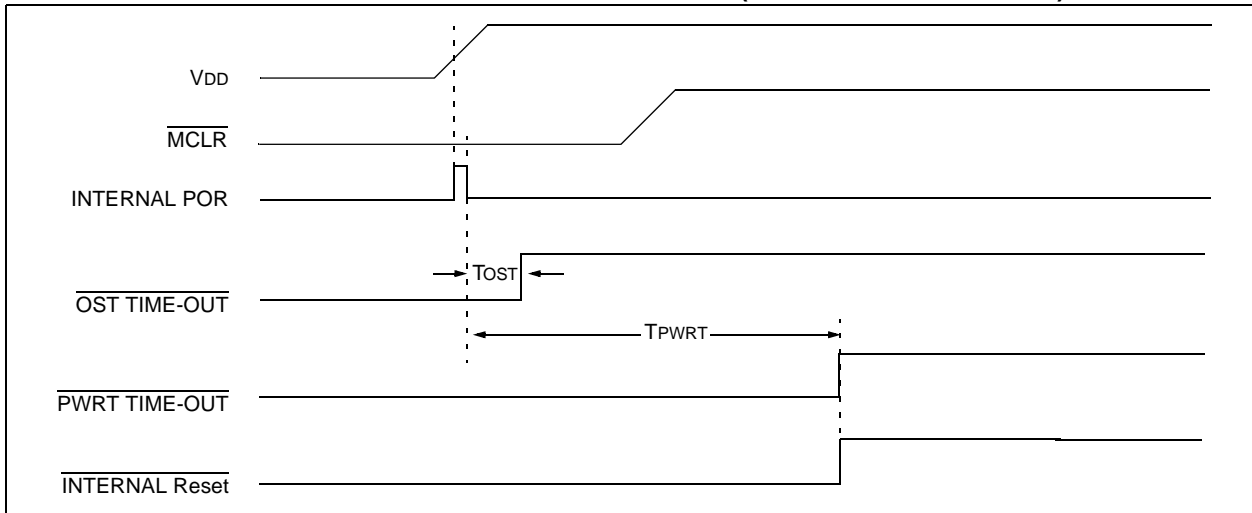 VDD
MCLR
INTERNAL POR
TOST
OST TIME-OUT
TPWRT
PWRT TIME-OUT
INTERNAL Reset